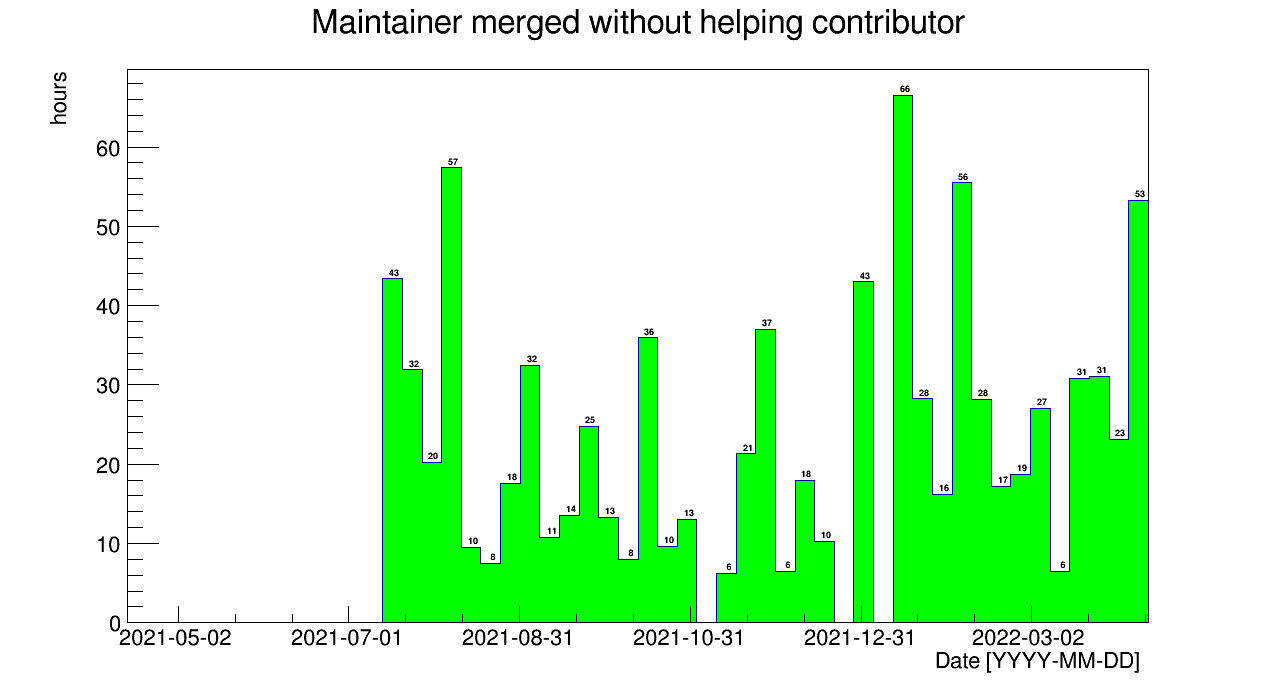 Maintainer merged without helping contributor
hours
60
50
40
30
20
10
0
43 32 20 57 10 8 18 32 11 14 25 13 8 36 10 13 6 21 37 6 18 10 43 66 28 16 56 28 17 19 27 6 31 31 23 53
2021-05-02 2021-07-01 2021-08-31 2021-10-31 2021-12-31 2022-03-02
Date [YYYY-MM-DD]